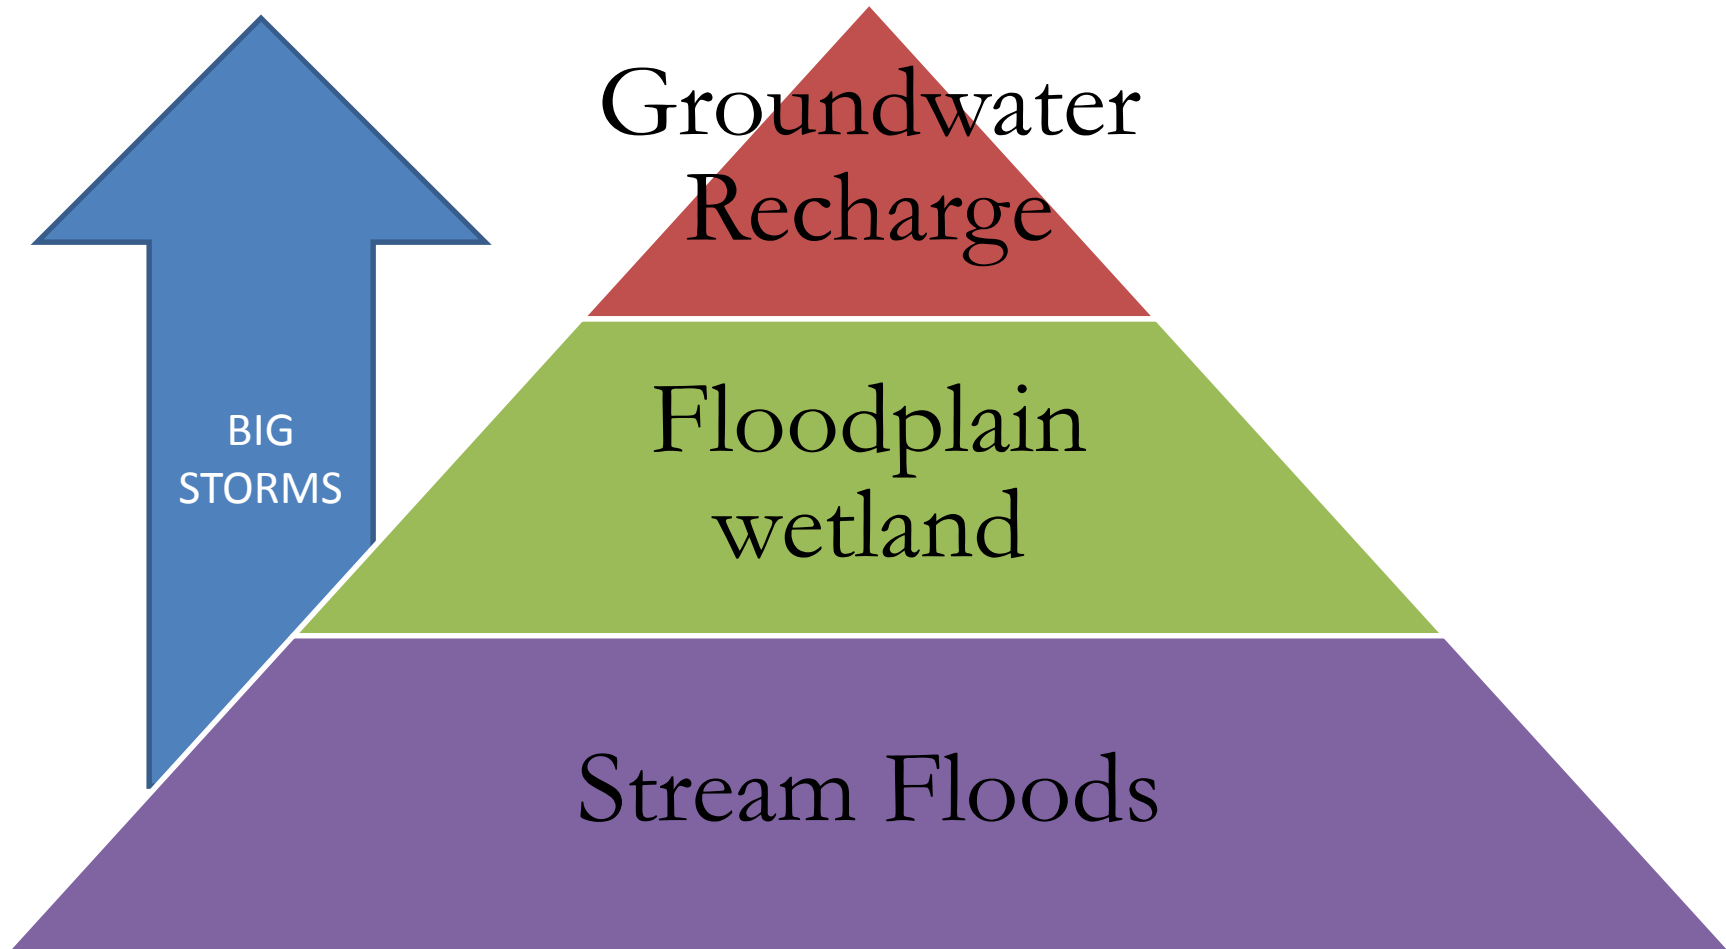 Groundwater
Recharge
BIG
STORMS
Floodplain
wetland
Stream Floods